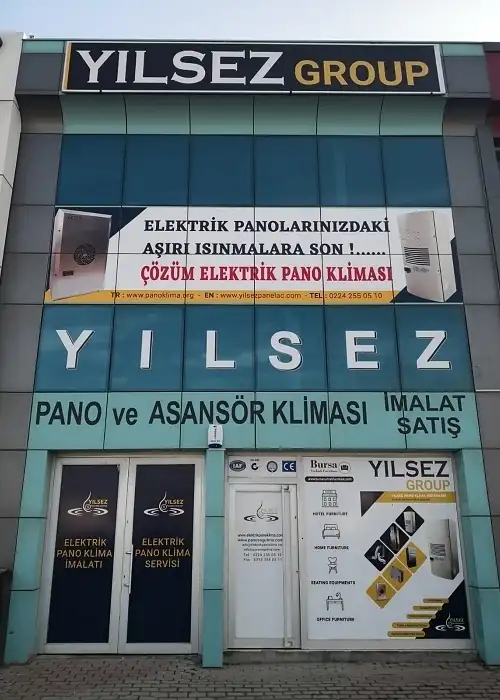 YILSEZ GROUP
ELEKTRİK PANOLARINIZDAKİ
AŞIRI ISINMALARA SON !......
ÇÖZÜM ELEKTRİK PANO KLİMASI
TR : www.panoklima.org - EN : www.yilsezpanelac.com - TEL : 0224 255 05 10
YILSEZ
PANO ve ASANSÖR KLİMASI
İMALAT
SATIŞ
YILSEZ
ELEKTRİK
PANO KLİMA
İMALATI
YILSEZ
ELEKTRİK
PANO KLİMA
SERVİSİ
IAF
CE
Bursa
HOTEL FURNITURE
HOME FURNITURE
SEATING EQUIPMENTS
OFFICE FURNITURE
YILSEZ
GROUP